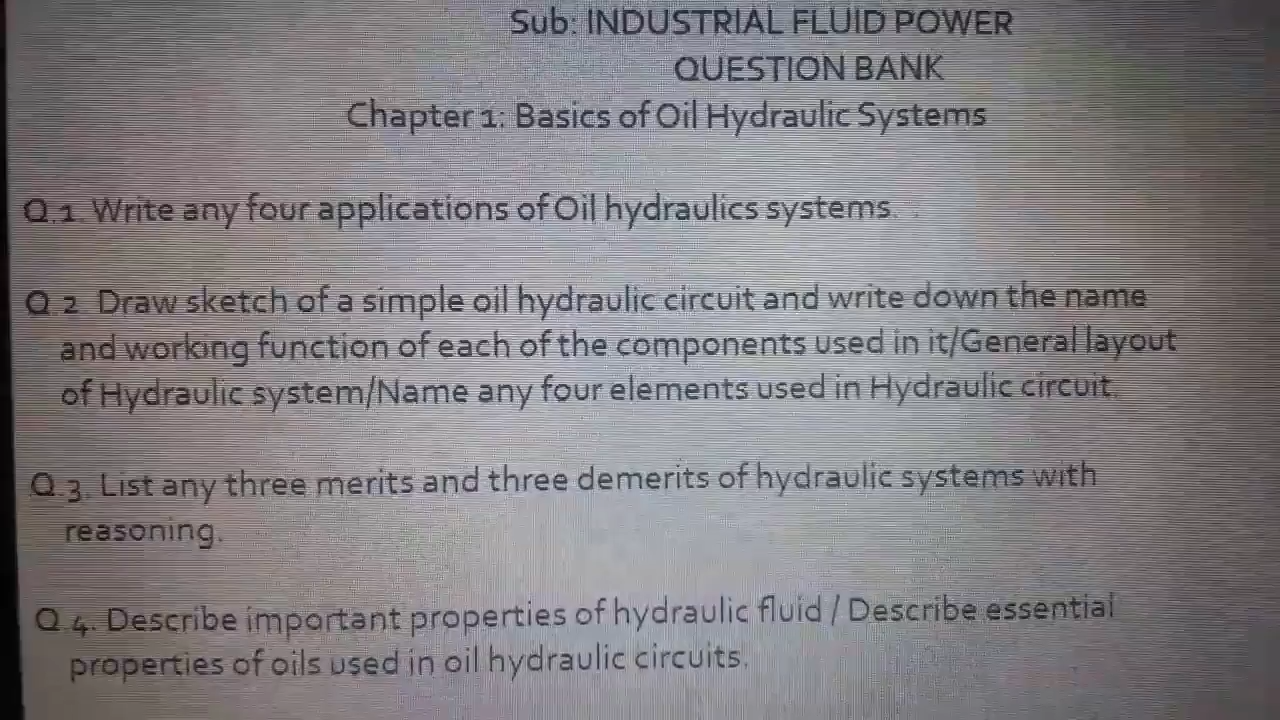 Sub: INDUSTRIAL FLUID POWER
QUESTION BANK
Chapter 1: Basics of Oil Hydraulic Systems
Q.1. Write any four applications of Oil hydraulics systems.
Q.2. Draw sketch of a simple oil hydraulic circuit and write down the name
and working function of each of the components used in it/General layout
of Hydraulic system/Name any four elements used in Hydraulic circuit.
Q.3. List any three merits and three demerits of hydraulic systems with
reasoning.
Q.4. Describe important properties of hydraulic fluid / Describe essential
properties of oils used in oil hydraulic circuits.